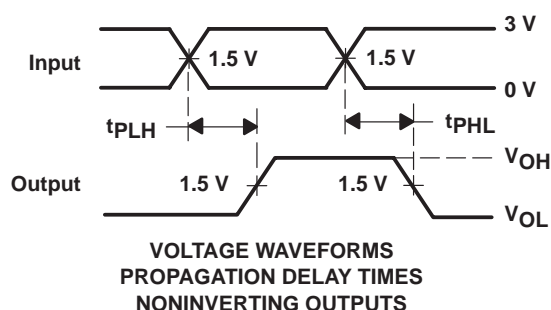 3 V
Input
1.5 V
1.5 V
0 V
tPLH
tPHL
VOH
Output
1.5 V
1.5 V
VOL
VOLTAGE WAVEFORMS
PROPAGATION DELAY TIMES
NONINVERTING OUTPUTS